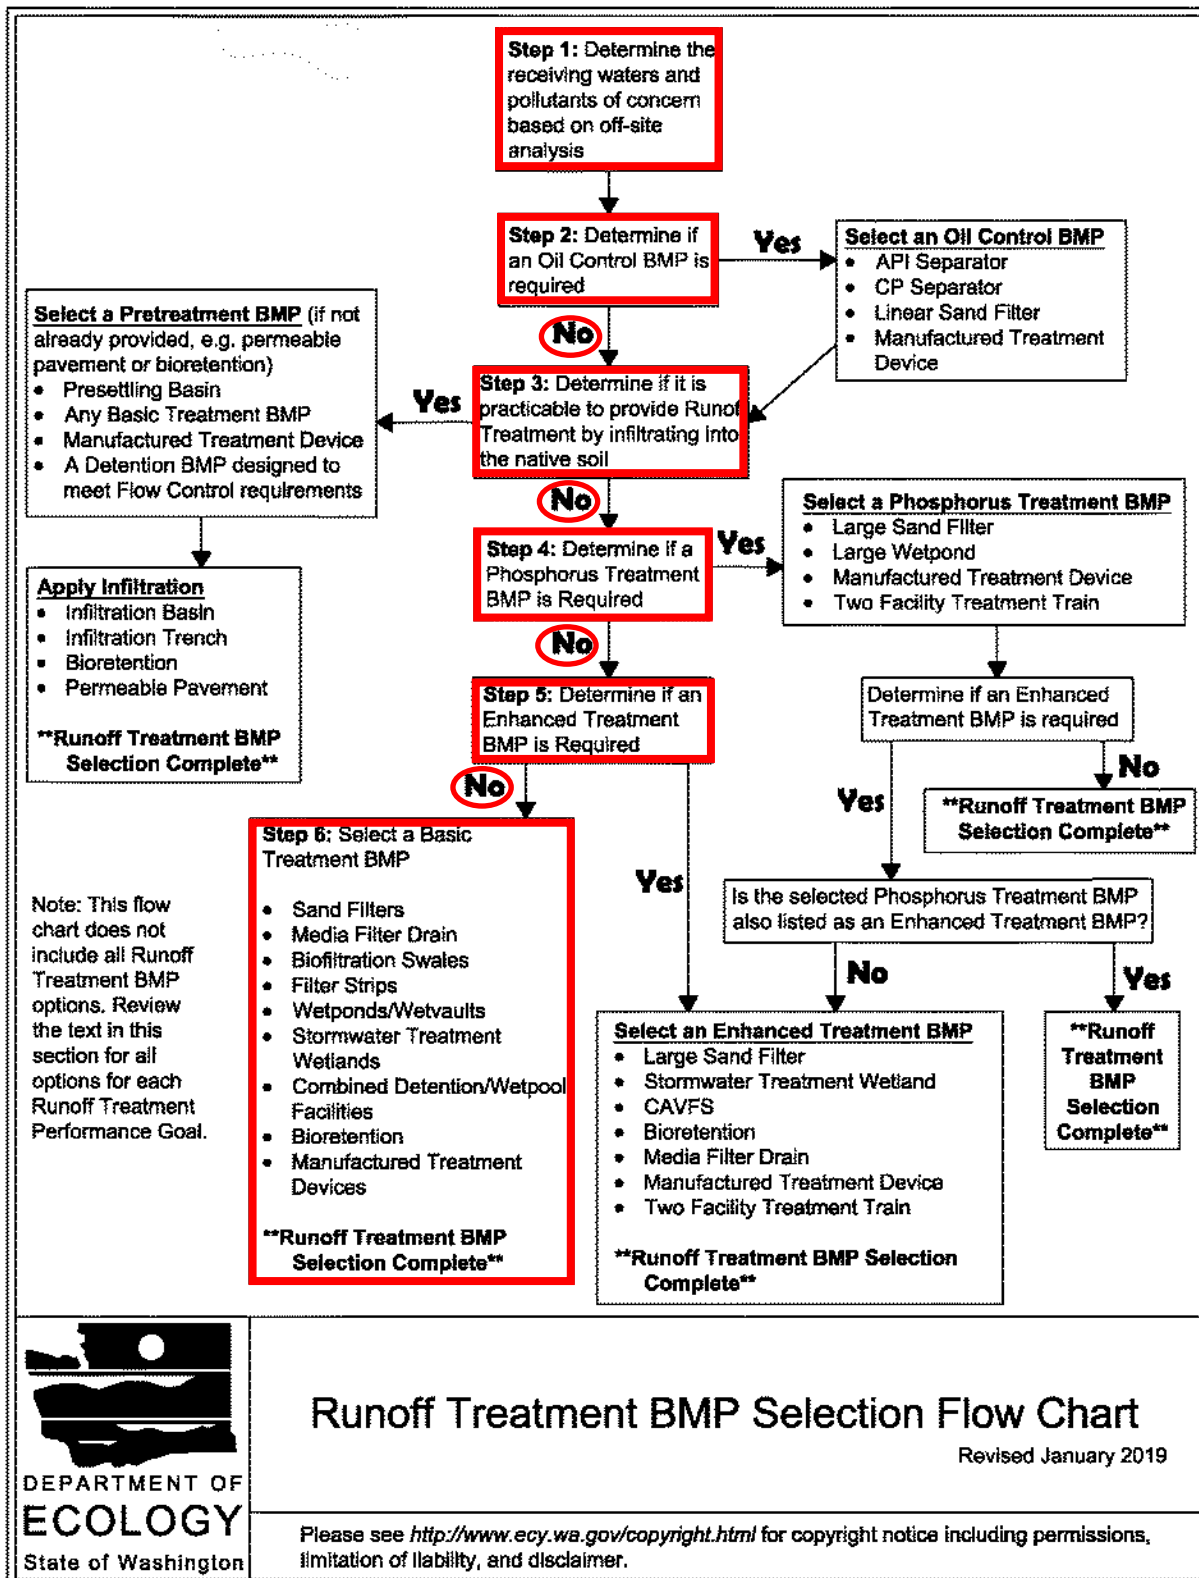 Step 1: Determine the
receiving waters and
pollutants of concern
based on off-site
analysis
Step 2: Determine if
an Oil Control BMP is
required
Yes
Select an Oil Control BMP
• API Separator
• CP Separator
• Linear Sand Filter
• Manufactured Treatment
Device
No
Select a Pretreatment BMP (if not
already provided, e.g. permeable
pavement or bioretention)
• Presettling Basin
• Any Basic Treatment BMP
• Manufactured Treatment Device
• A Detention BMP designed to
meet Flow Control requirements
Yes
Step 3: Determine if it is
practicable to provide Runof
Treatment by infiltrating into
the native soil
No
Apply Infiltration
• Infiltration Basin
• Infiltration Trench
• Bioretention
• Permeable Pavement
**Runoff Treatment BMP
Selection Complete**
Step 4: Determine if a
Phosphorus Treatment
BMP is Required
Yes
Select a Phosphorus Treatment BMP
• Large Sand Filter
• Large Wetpond
• Manufactured Treatment Device
• Two Facility Treatment Train
No
Step 5: Determine if an
Enhanced Treatment
BMP is Required
Determine if an Enhanced
Treatment BMP is required
No
**Runoff Treatment BMP
Selection Complete**
Yes
Is the selected Phosphorus Treatment BMP
also listed as an Enhanced Treatment BMP?
No
Yes
**Runoff
Treatment
BMP
Selection
Complete**
No
Yes
Step 6: Select a Basic
Treatment BMP
• Sand Filters
• Media Filter Drain
• Biofiltration Swales
• Filter Strips
• Wetponds/Wetvaults
• Stormwater Treatment
Wetlands
• Combined Detention/Wetpool
Facilities
• Bioretention
• Manufactured Treatment
Devices
**Runoff Treatment BMP
Selection Complete**
Select an Enhanced Treatment BMP
• Large Sand Filter
• Stormwater Treatment Wetland
• CAVFS
• Bioretention
• Media Filter Drain
• Manufactured Treatment Device
• Two Facility Treatment Train
**Runoff Treatment BMP Selection
Complete**
Note: This flow
chart does not
include all Runoff
Treatment BMP
options. Review
the text in this
section for all
options for each
Runoff Treatment
Performance Goal.
DEPARTMENT OF
ECOLOGY
State of Washington
Runoff Treatment BMP Selection Flow Chart
Revised January 2019
Please see http://www.ecy.wa.gov/copyright.html for copyright notice including permissions,
limitation of liability, and disclaimer.